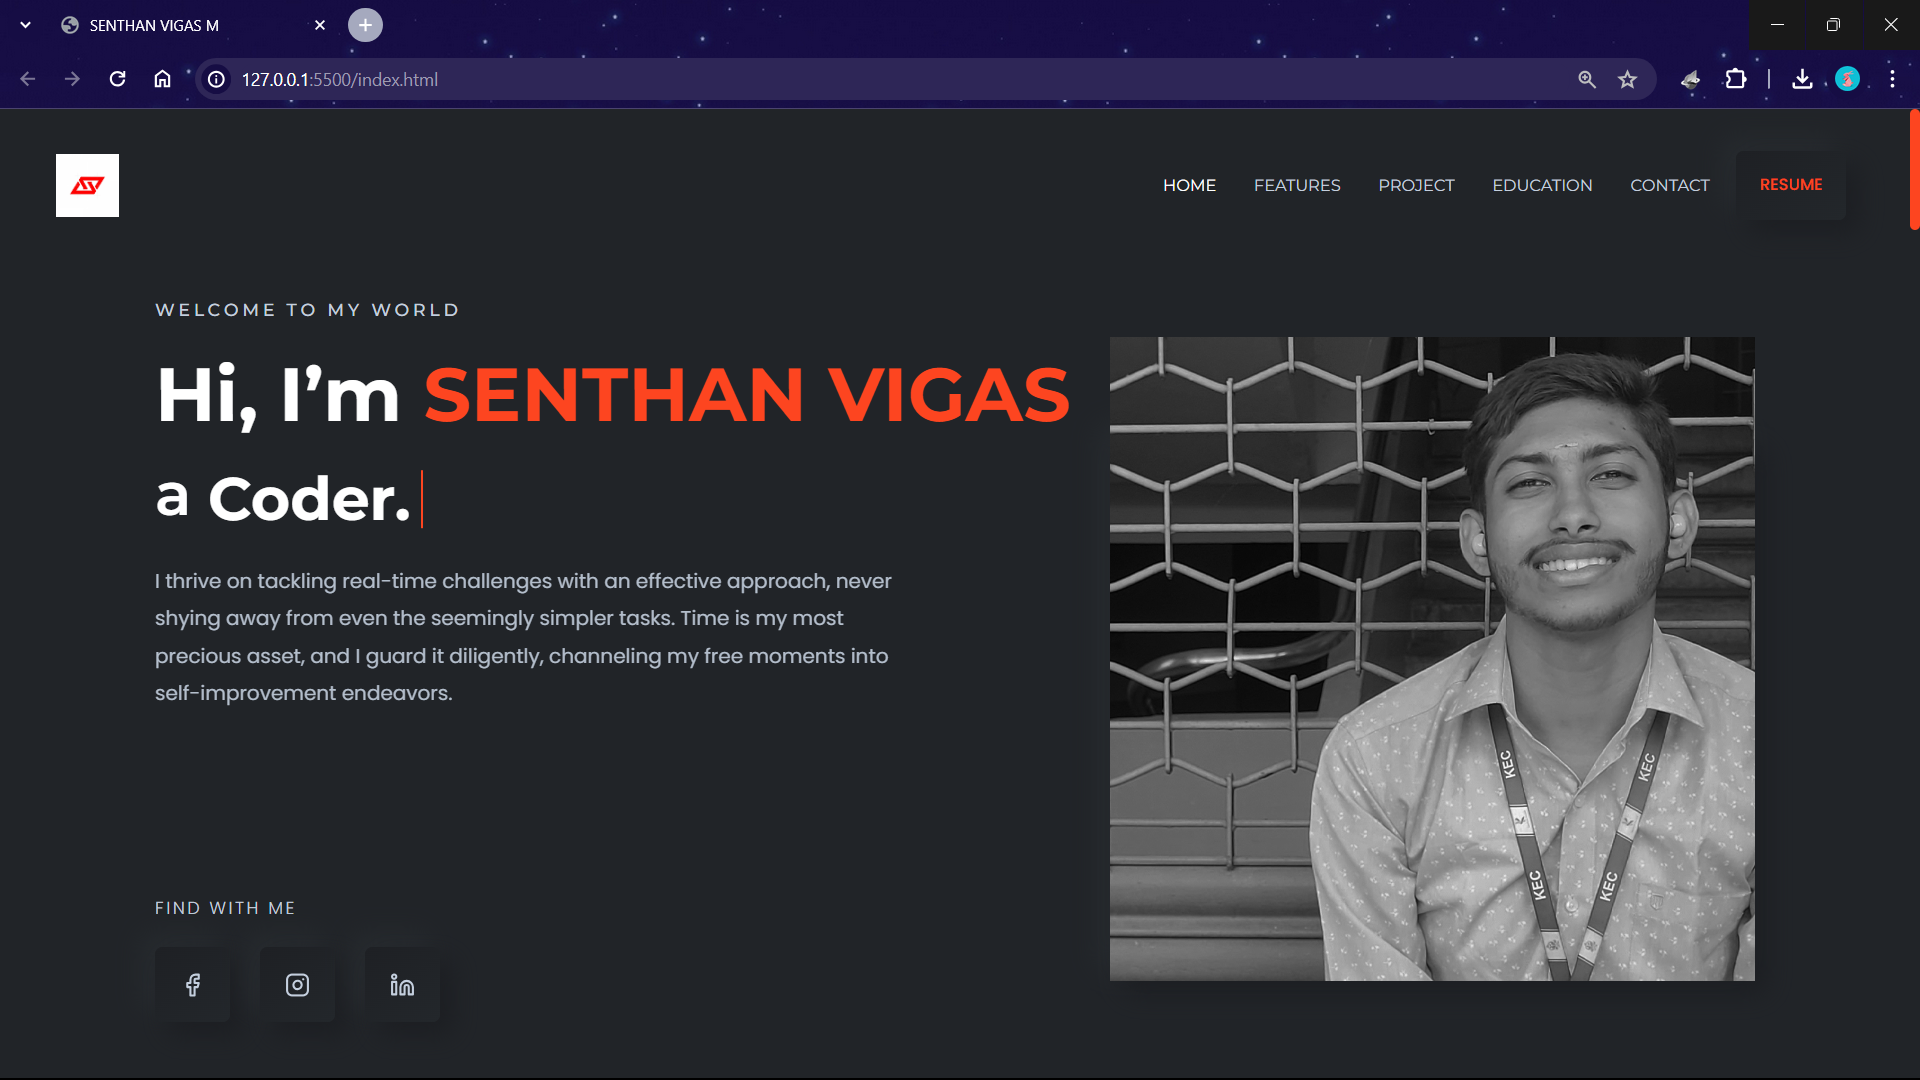 SENTHAN VIGAS M
127.0.0.1:5500/index.html
HOME FEATURES PROJECT EDUCATION CONTACT RESUME
WELCOME TO MY WORLD
Hi, I’m SENTHAN VIGAS
a Coder.
I thrive on tackling real-time challenges with an effective approach, never
shying away from even the seemingly simpler tasks. Time is my most
precious asset, and I guard it diligently, channeling my free moments into
self-improvement endeavors.
KEC
KEC
KEC
KEC
FIND WITH ME